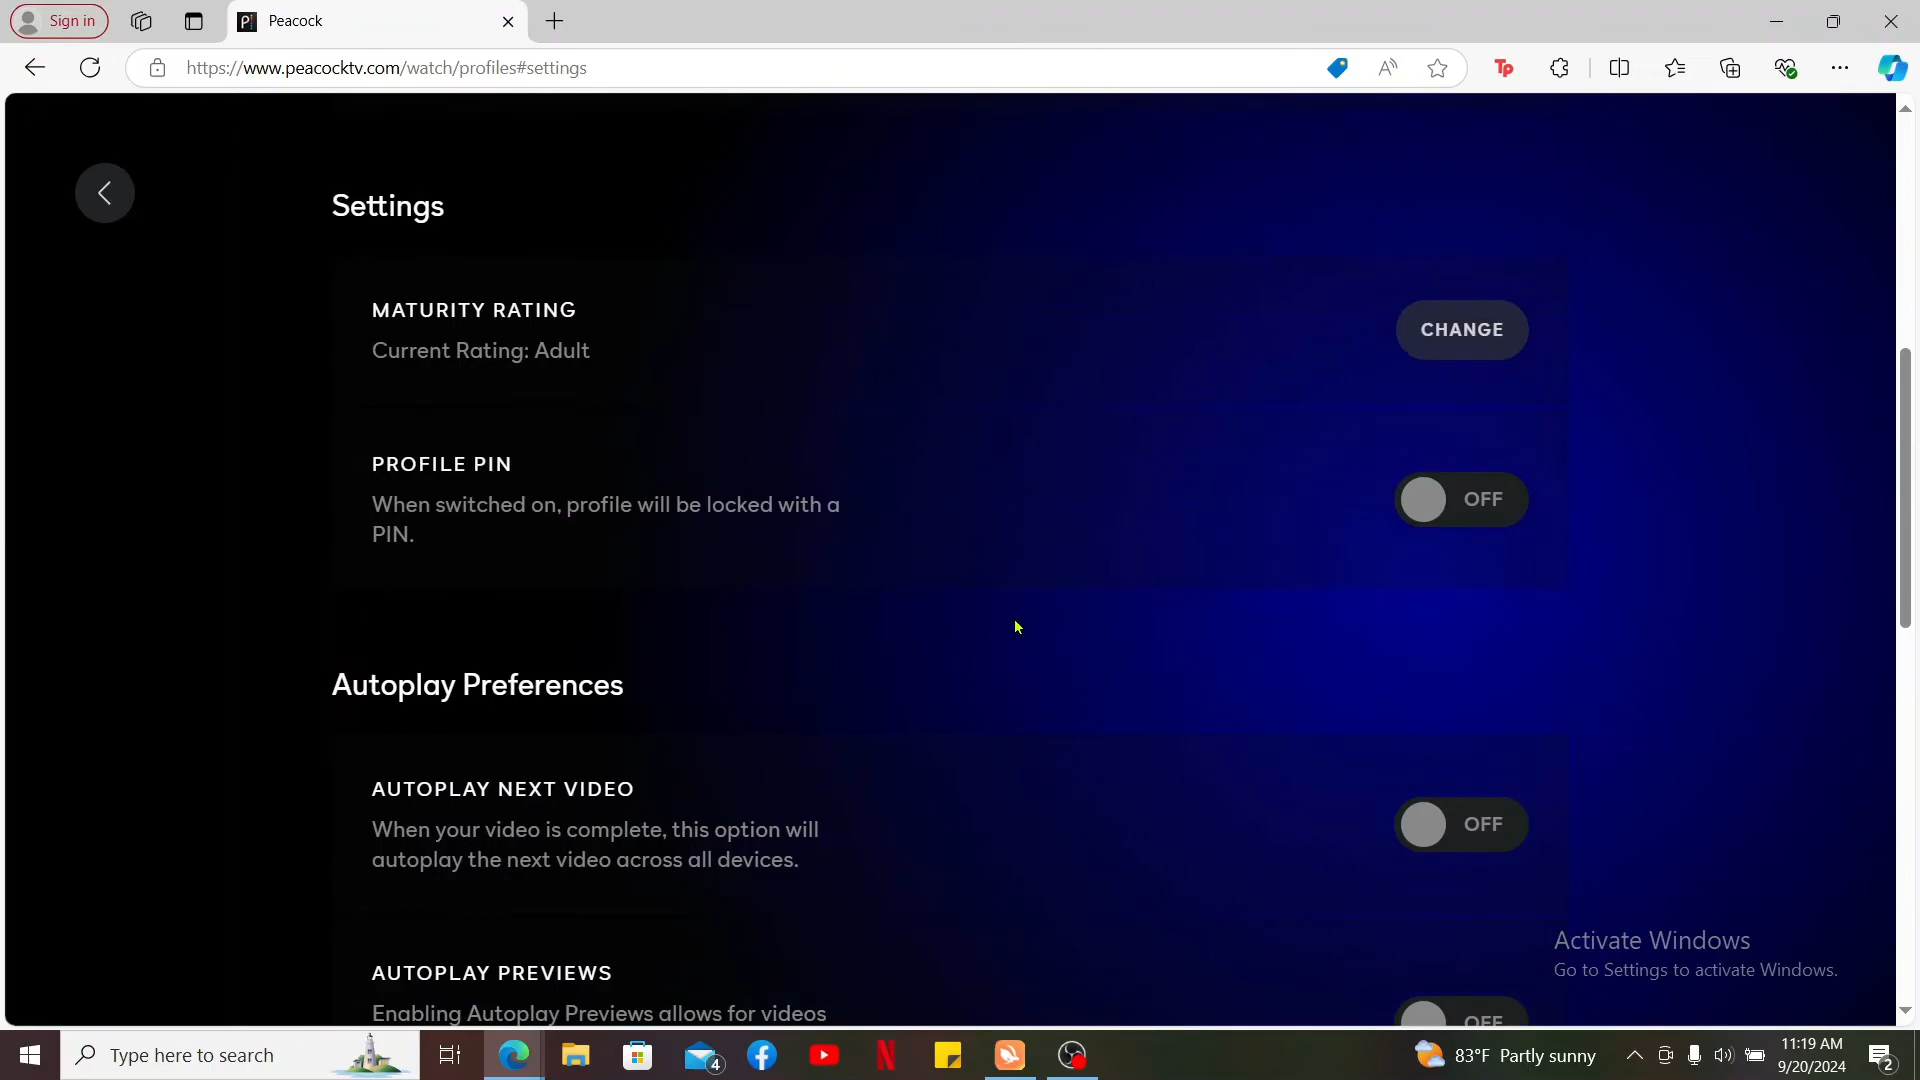 Sign in
Peacock
https://www.peacocktv.com/watch/profiles#settings
Settings
MATURITY RATING
Current Rating: Adult
CHANGE
PROFILE PIN
When switched on, profile will be locked with a
PIN.
OFF
Autoplay Preferences
AUTOPLAY NEXT VIDEO
When your video is complete, this option will
autoplay the next video across all devices.
OFF
AUTOPLAY PREVIEWS
Enabling Autoplay Previews allows for videos
OFF
Activate Windows
Go to Settings to activate Windows.
Type here to search
4
83°F Partly sunny
11:19 AM
9/20/2024
2